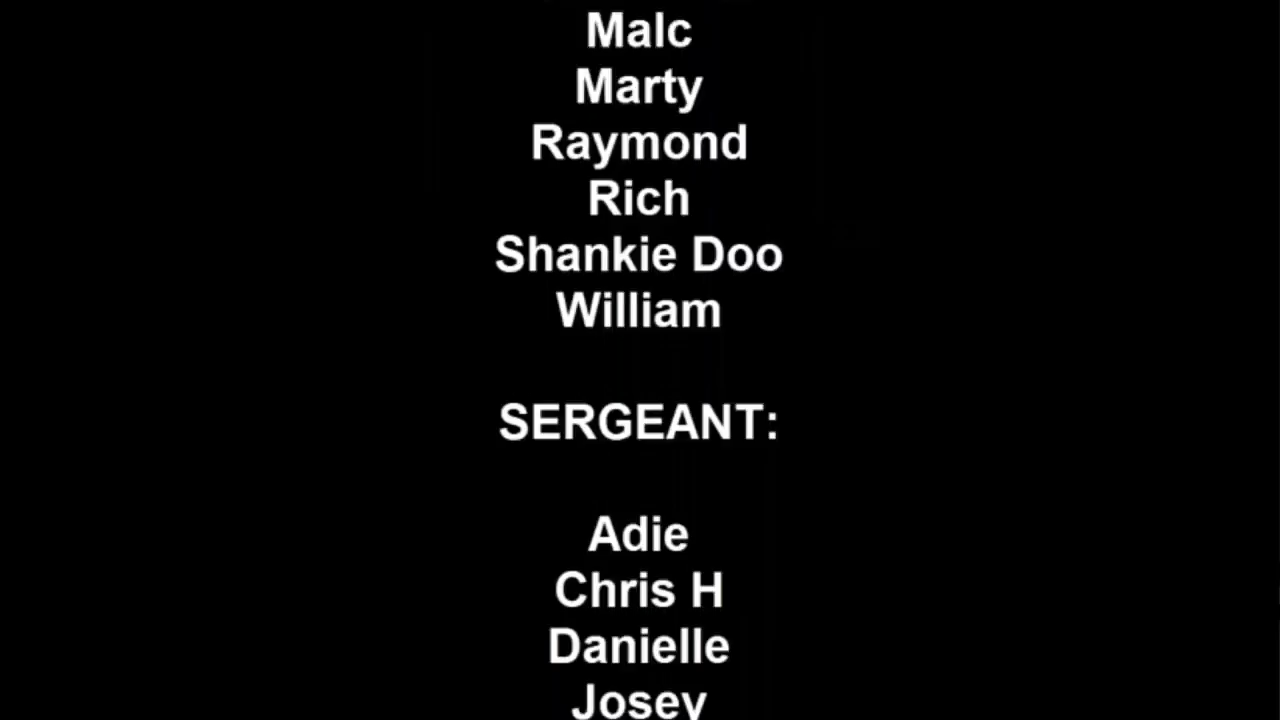 Malc
Marty
Raymond
Rich
Shankie Doo
William
SERGEANT:
Adie
Chris H
Danielle
Josey